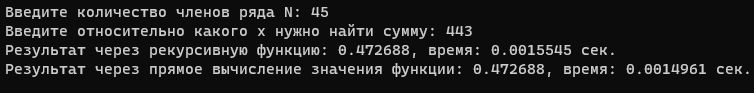 Введите количество членов ряда N: 45
Введите относительно какого x нужно найти сумму: 443
Результат через рекурсивную функцию: 0.472688, время: 0.0015545 сек.
Результат через прямое вычисление значения функции: 0.472688, время: 0.0014961 сек.